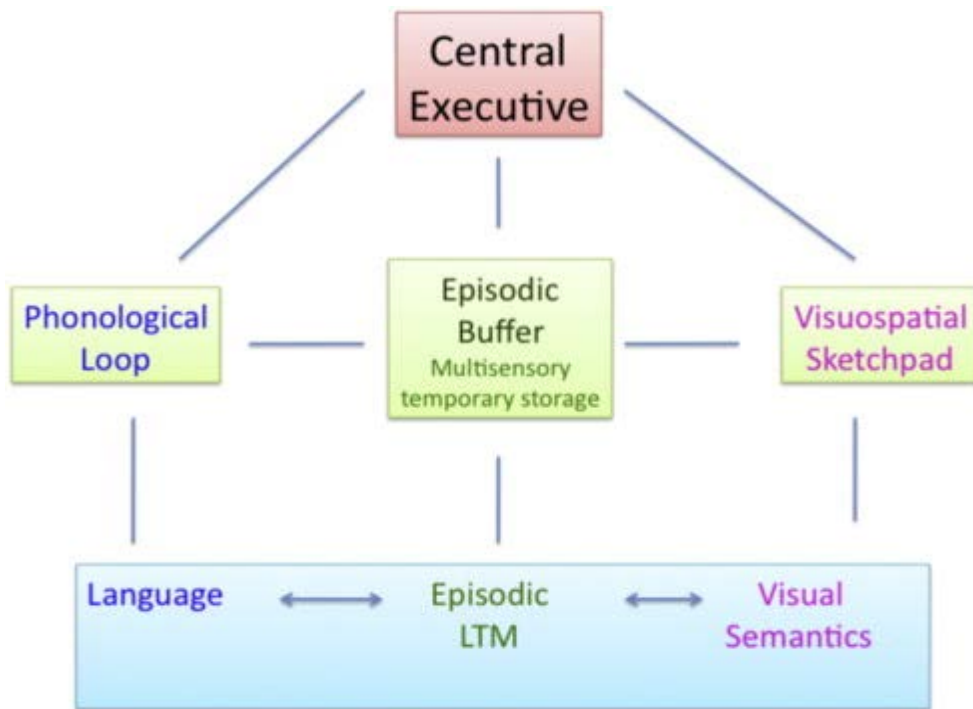 Central
Executive
Phonological
Loop
Episodic
Buffer
Multisensory
temporary storage
Visuospatial
Sketchpad
Language
Episodic
LTM
Visual
Semantics